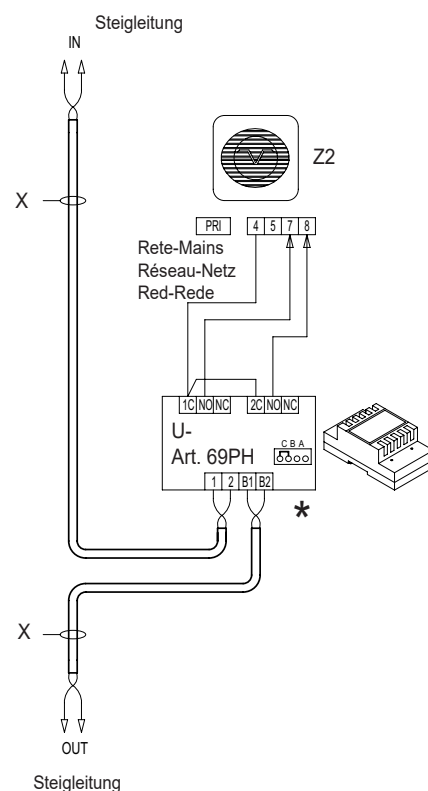 Steigleitung
IN
Z2
X
PRI 4 5 7 8
Rete-Mains
Réseau-Netz
Red-Rede
1C NO NC 2C NO NC
U-
Art. 69PH
C B A
1 2 B1 B2
*
X
OUT
Steigleitung